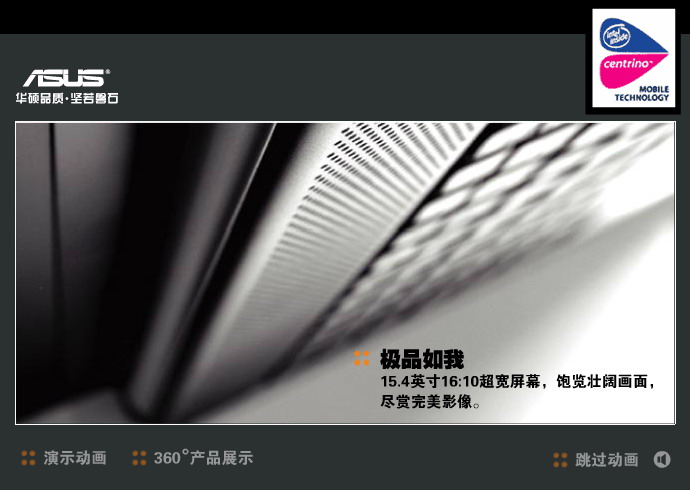 intel inside
centrino™
MOBILE
TECHNOLOGY
ASUS®
华硕品质·坚若磐石
极品如我
15.4英寸16:10超宽屏幕，饱览壮阔画面，
尽赏完美影像。
演示动画
360°产品展示
跳过动画